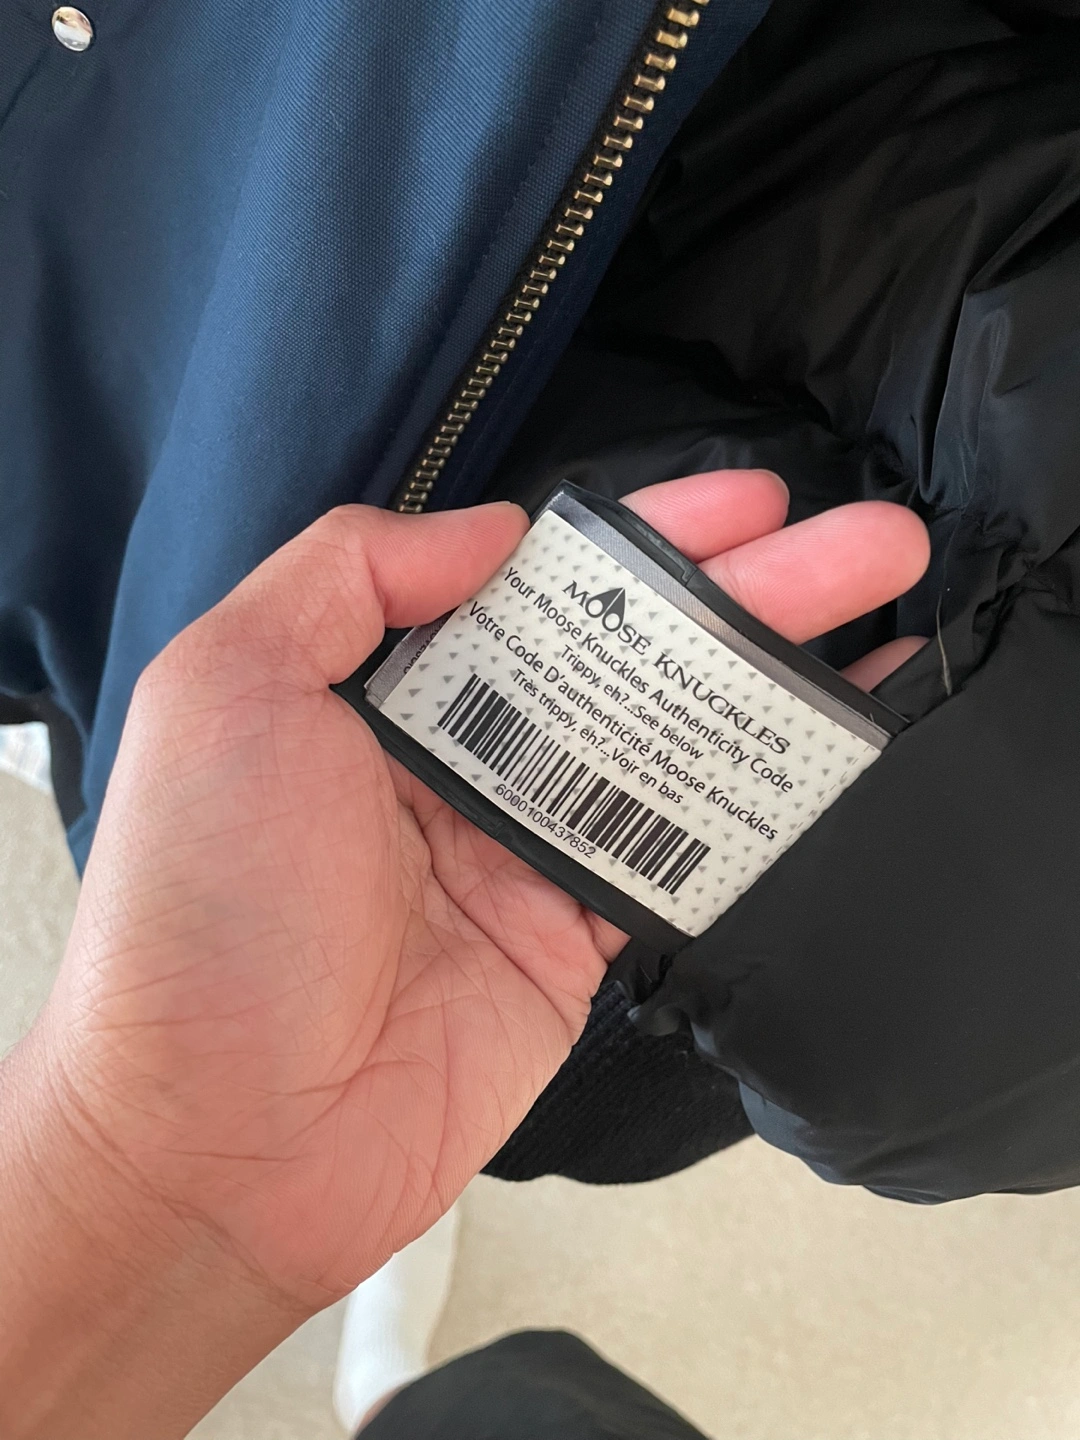 MOOSE KNUCKLES
Your Moose Knuckles Authenticity Code
Trippy, eh?...See below
Votre Code D'authenticité Moose Knuckles
Très trippy, eh?...Voir en bas
6000100437852